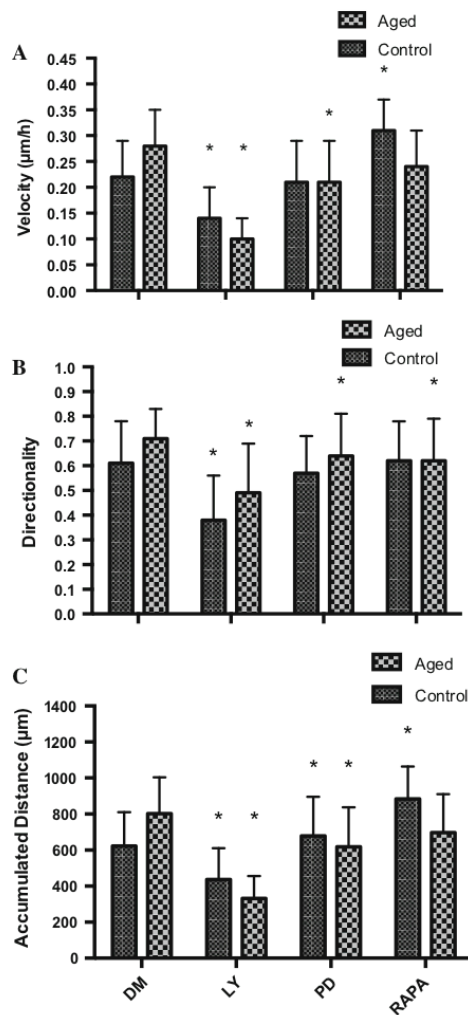 Aged
Control
A
*
0.45
0.40
0.35
0.30
0.25
0.20
0.15
0.10
0.05
0.00
Velocity (µm/h)
* * *
Aged
Control
B
1.0
0.9
0.8
0.7
0.6
0.5
0.4
0.3
0.2
0.1
0.0
Directionality
* * * *
Aged
Control
C
1400
1200
1000
800
600
400
200
0
Accumulated Distance (µm)
* * * * *
DM LY PD RAPA